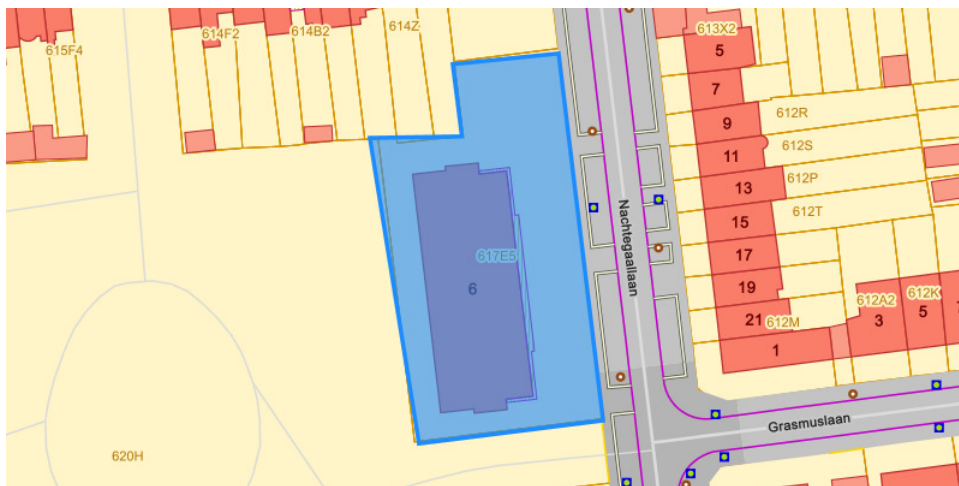 615F4
614F2
614B2
614Z
613X2
5
7
9
612R
11
612S
13
612P
15
612T
17
19
21
612M
1
612A2
3
612K
5
Nachtegaallaan
617E5
6
Grasmuslaan
620H